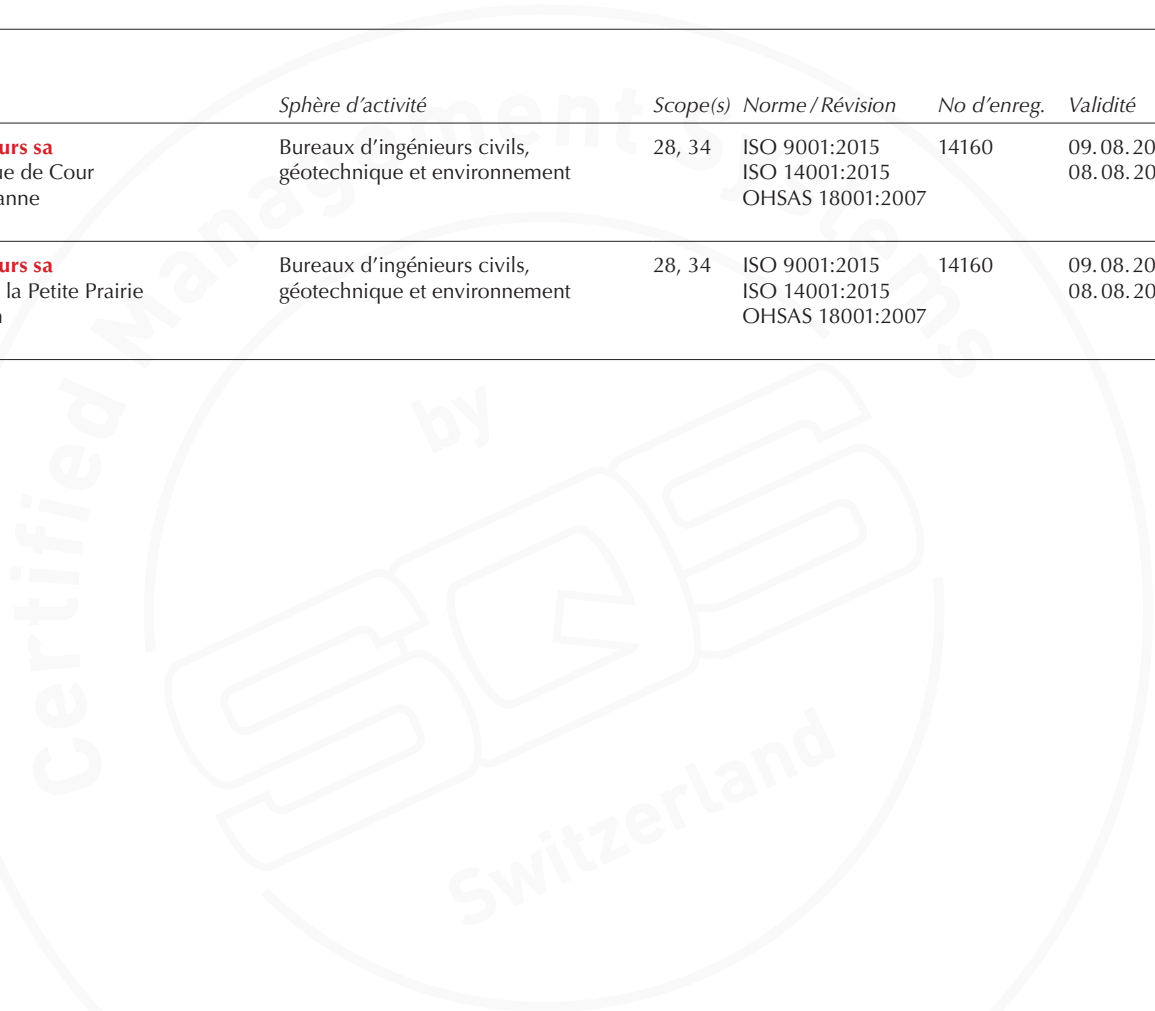 Sphère d'activité Scope(s) Norme / Révision No d'enreg. Validité
urs sa Bureaux d'ingénieurs civils, 28, 34 ISO 9001:2015 14160 09.08.20
ue de Cour géotechnique et environnement ISO 14001:2015 08.08.20
anne OHSAS 18001:2007
urs sa Bureaux d'ingénieurs civils, 28, 34 ISO 9001:2015 14160 09.08.20
la Petite Prairie géotechnique et environnement ISO 14001:2015 08.08.20
OHSAS 18001:2007
Certified Management Systems
by
by
SQS
Switzerland